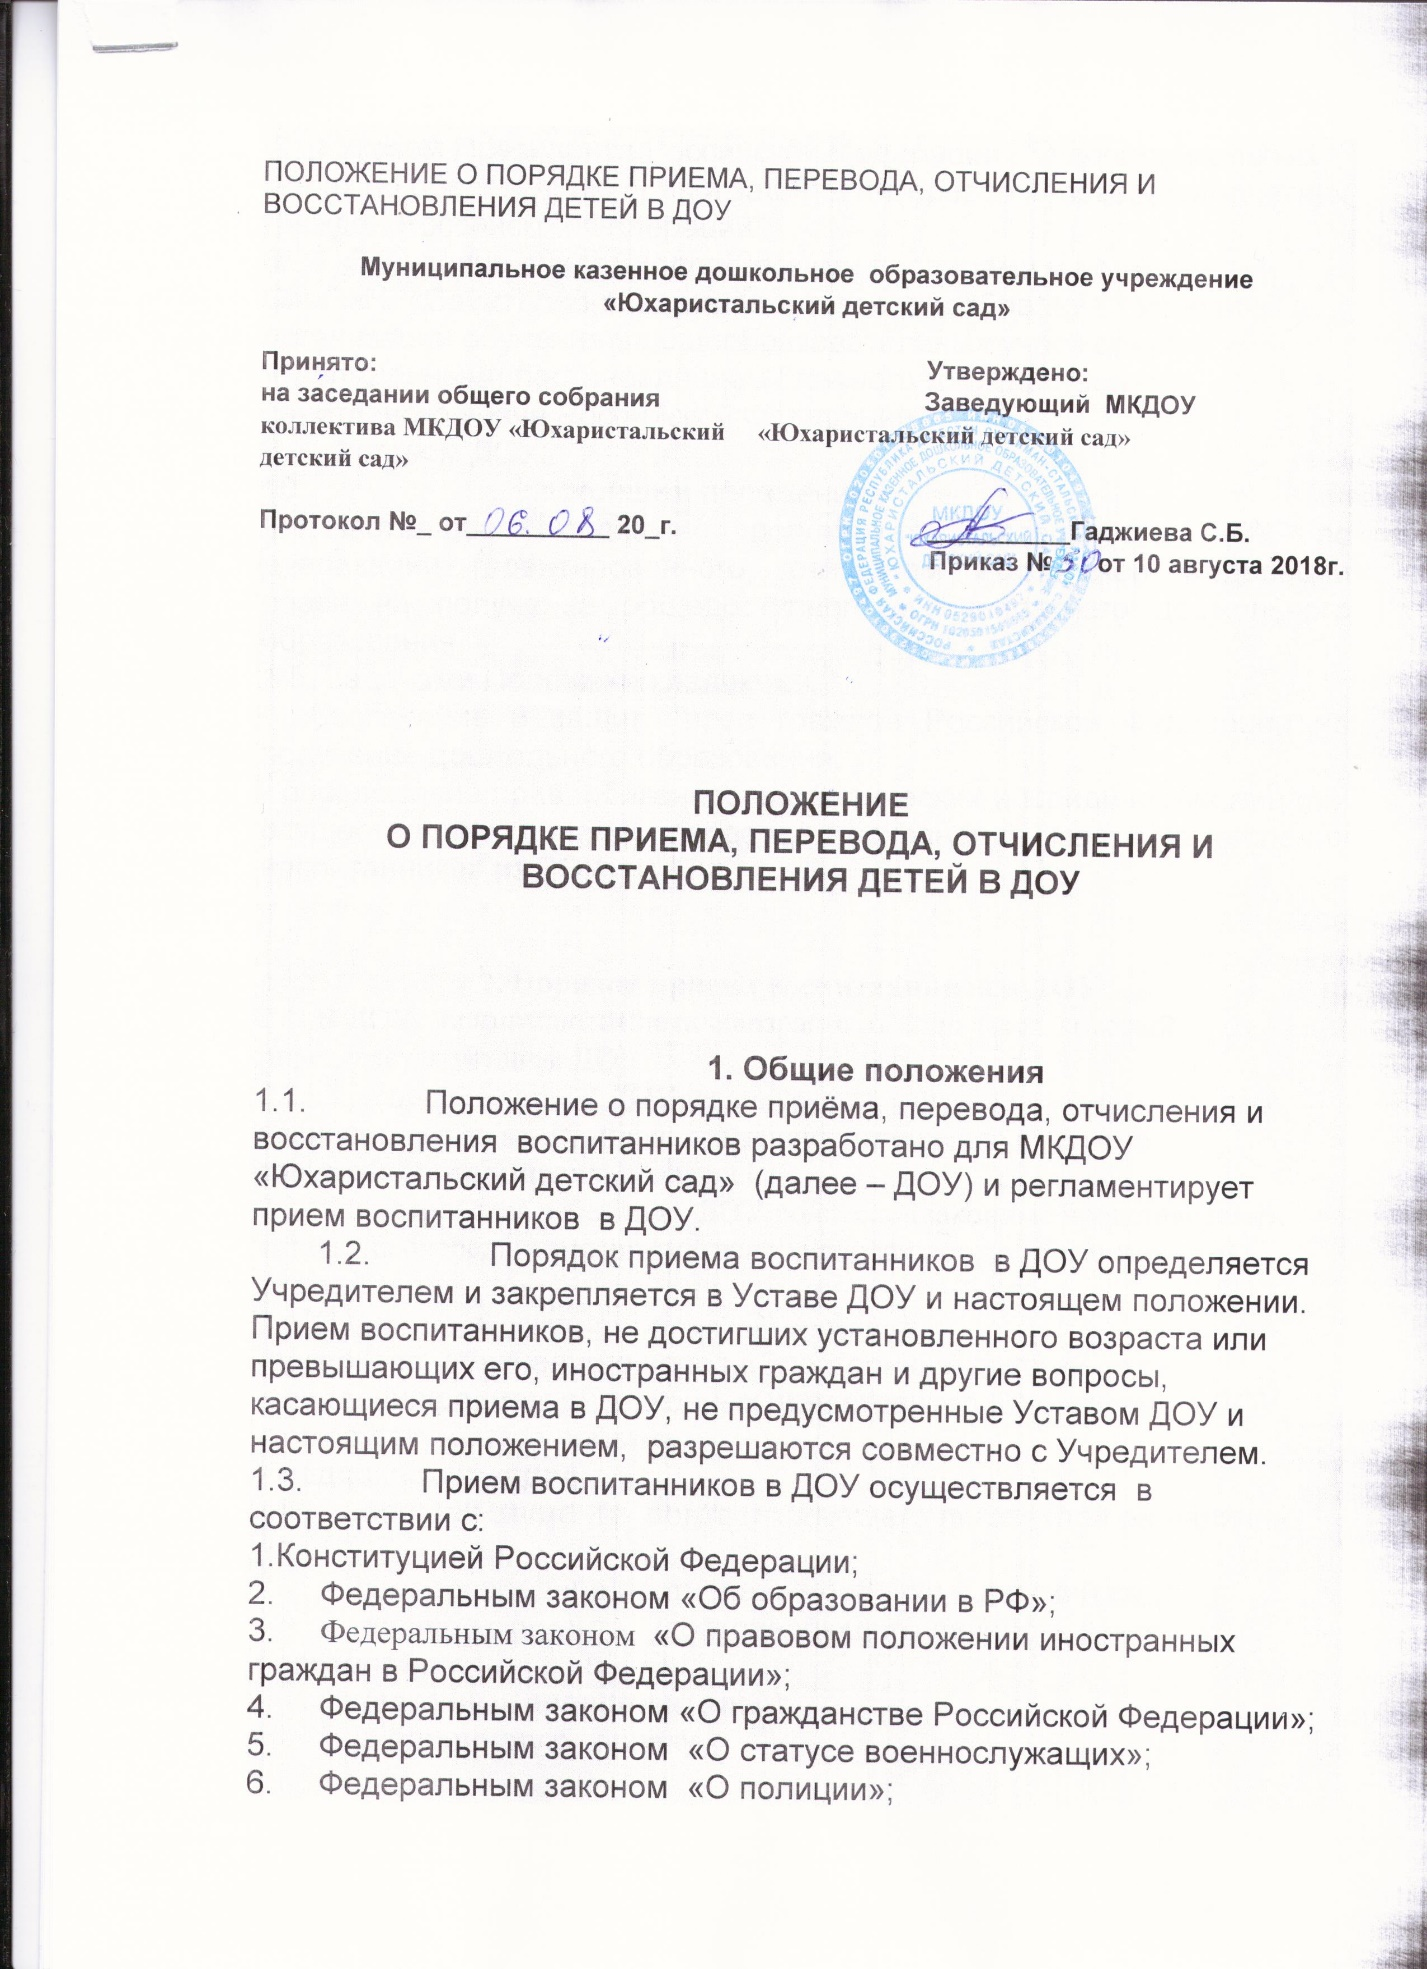 ПОЛОЖЕНИЕ О ПОРЯДКЕ ПРИЕМА, ПЕРЕВОДА, ОТЧИСЛЕНИЯ И
ВОССТАНОВЛЕНИЯ ДЕТЕЙ В ДОУ
Муниципальное казенное дошкольное образовательное учреждение
«Юхаристальский детский сад»
Принято:
на заседании общего собрания
коллектива МКДОУ «Юхаристальский
детский сад»
Протокол №_ от 06. 08 20_г.
Утверждено:
Заведующий МКДОУ
«Юхаристальский детский сад»
Гаджиева С.Б.
Приказ № 50 от 10 августа 2018г.
МКДОУ
ПОЛОЖЕНИЕ
О ПОРЯДКЕ ПРИЕМА, ПЕРЕВОДА, ОТЧИСЛЕНИЯ И
ВОССТАНОВЛЕНИЯ ДЕТЕЙ В ДОУ
1. Общие положения
1.1. Положение о порядке приёма, перевода, отчисления и
восстановления воспитанников разработано для МКДОУ
«Юхаристальский детский сад» (далее – ДОУ) и регламентирует
прием воспитанников в ДОУ.
1.2. Порядок приема воспитанников в ДОУ определяется
Учредителем и закрепляется в Уставе ДОУ и настоящем положении.
Прием воспитанников, не достигших установленного возраста или
превышающих его, иностранных граждан и другие вопросы,
касающиеся приема в ДОУ, не предусмотренные Уставом ДОУ и
настоящим положением, разрешаются совместно с Учредителем.
1.3. Прием воспитанников в ДОУ осуществляется в
соответствии с:
1.Конституцией Российской Федерации;
2. Федеральным законом «Об образовании в РФ»;
3. Федеральным законом «О правовом положении иностранных
граждан в Российской Федерации»;
4. Федеральным законом «О гражданстве Российской Федерации»;
5. Федеральным законом «О статусе военнослужащих»;
6. Федеральным законом «О полиции»;